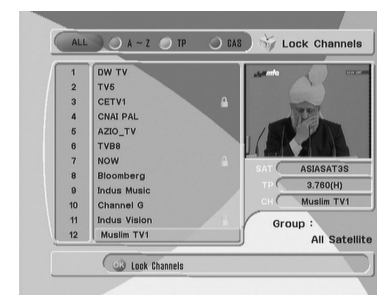 ALL A ~ Z TP CAS Lock Channels
1 DW TV
2 TV5
3 CETV1
4 CNAI PAL
5 AZIO_TV
6 TVB8
7 NOW
8 Bloomberg
9 Indus Music
10 Channel G
11 Indus Vision
12 Muslim TV1
mta
SAT ASIASAT3S
TP 3.760(H)
CH Muslim TV1
Group :
All Satellite
OK Lock Channels